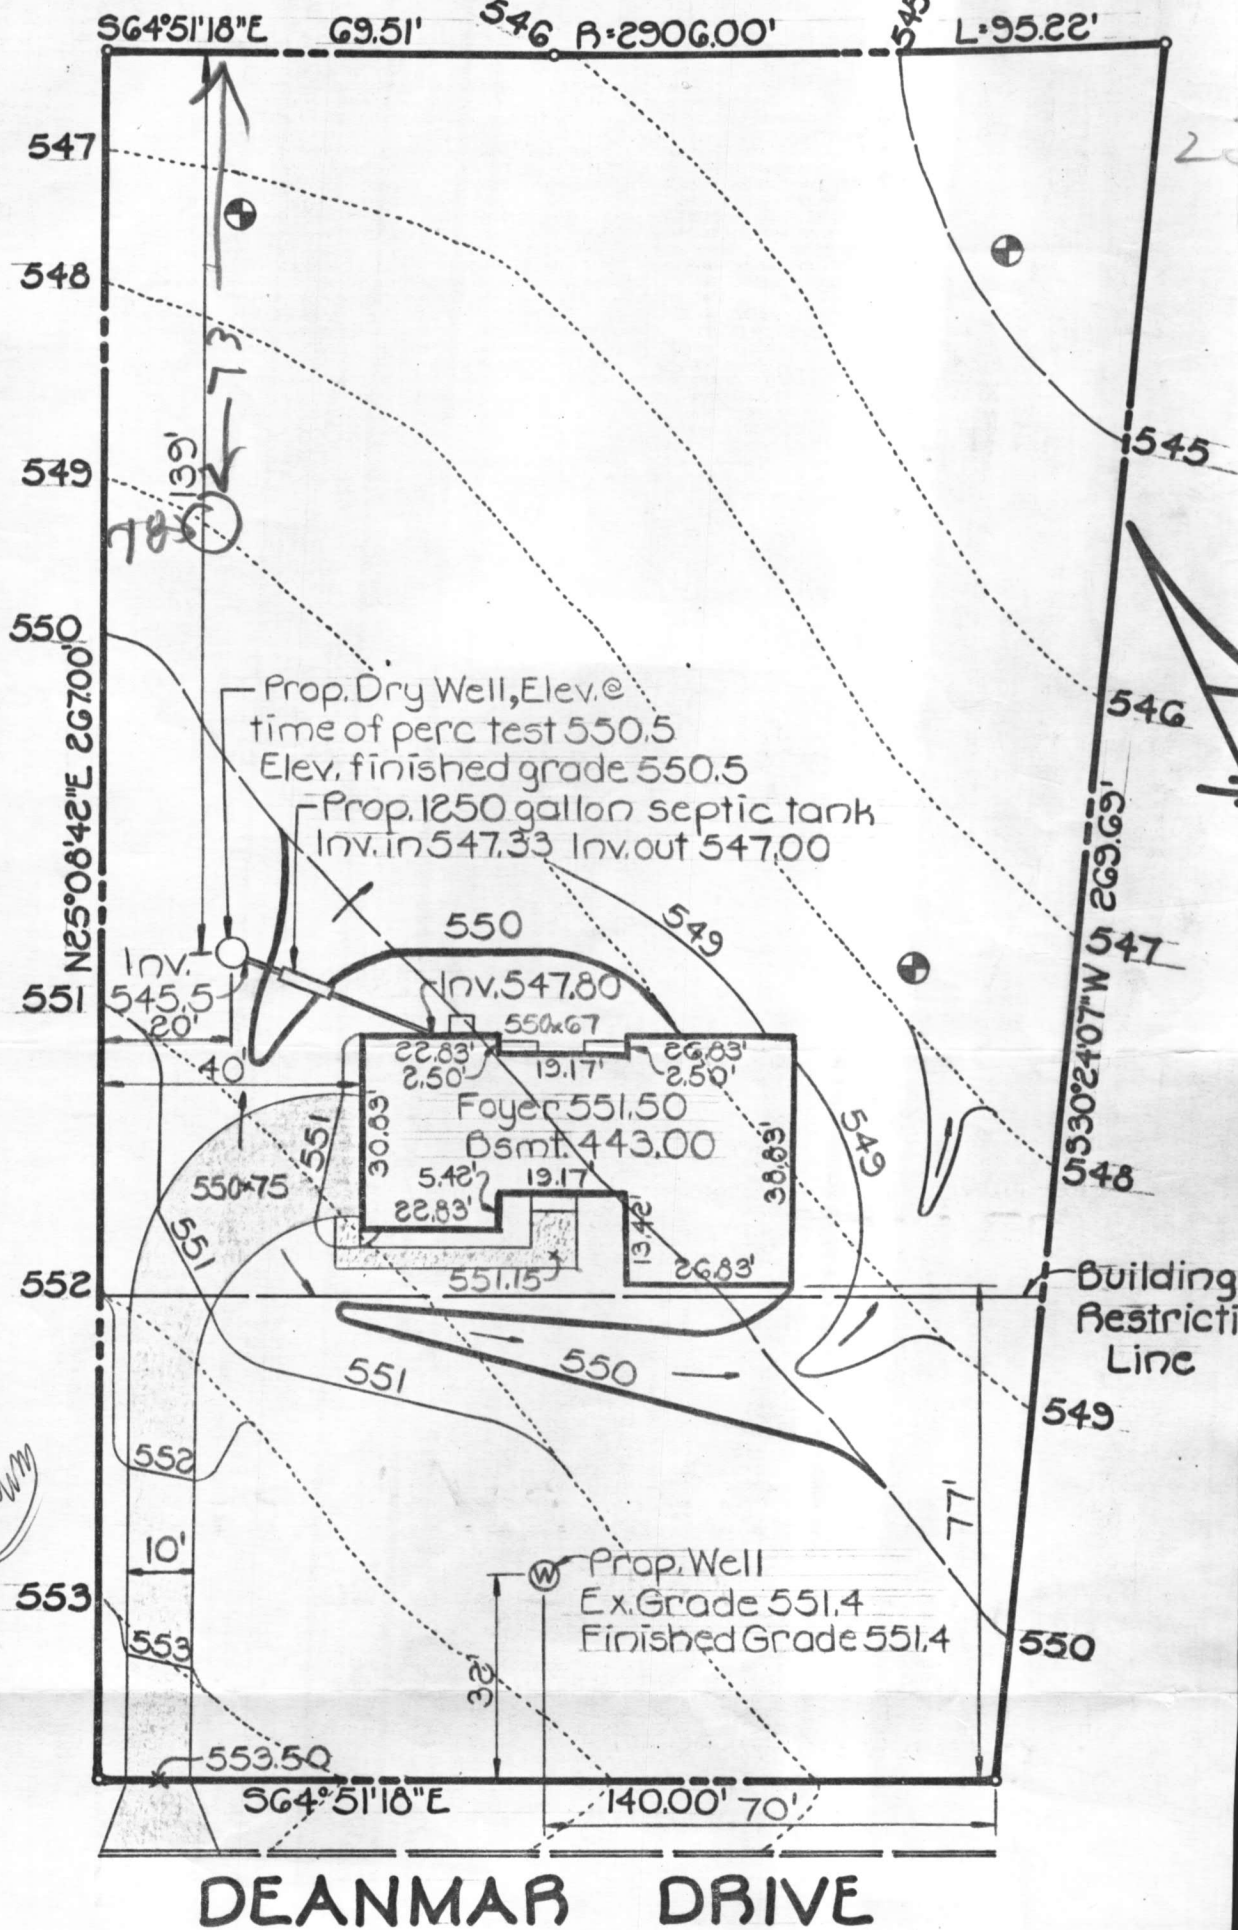 S64°51'18"E 69.51' 546 R=2906.00' 545 L=95.22'
547
548
73
139'
549
545
78
550
546
N25°08'42"E 267.00'
Prop. Dry Well, Elev. @
time of perc test 550.5
Elev. finished grade 550.5
Prop. 1250 gallon septic tank
Inv. in 547.33 Inv. out 547.00
S30°24'07"W 269.69'
550
549
547
Inv.
545.5
551
Inv. 547.80
20'
550x67
22.83'
26.83'
2.50'
19.17'
2.50'
40'
Foyer 551.50
Bsmt. 443.00
30.83'
38.83'
551
549
548
550x75
5.42'
19.17'
22.83'
13.42'
551
551.15
26.83'
552
Building
Restricti
Line
551
550
549
552
77'
10'
W
Prop. Well
Ex. Grade 551.4
Finished Grade 551.4
553
553
550
32'
553.50
S64°51'18"E 140.00' 70'
DEANMAR DRIVE